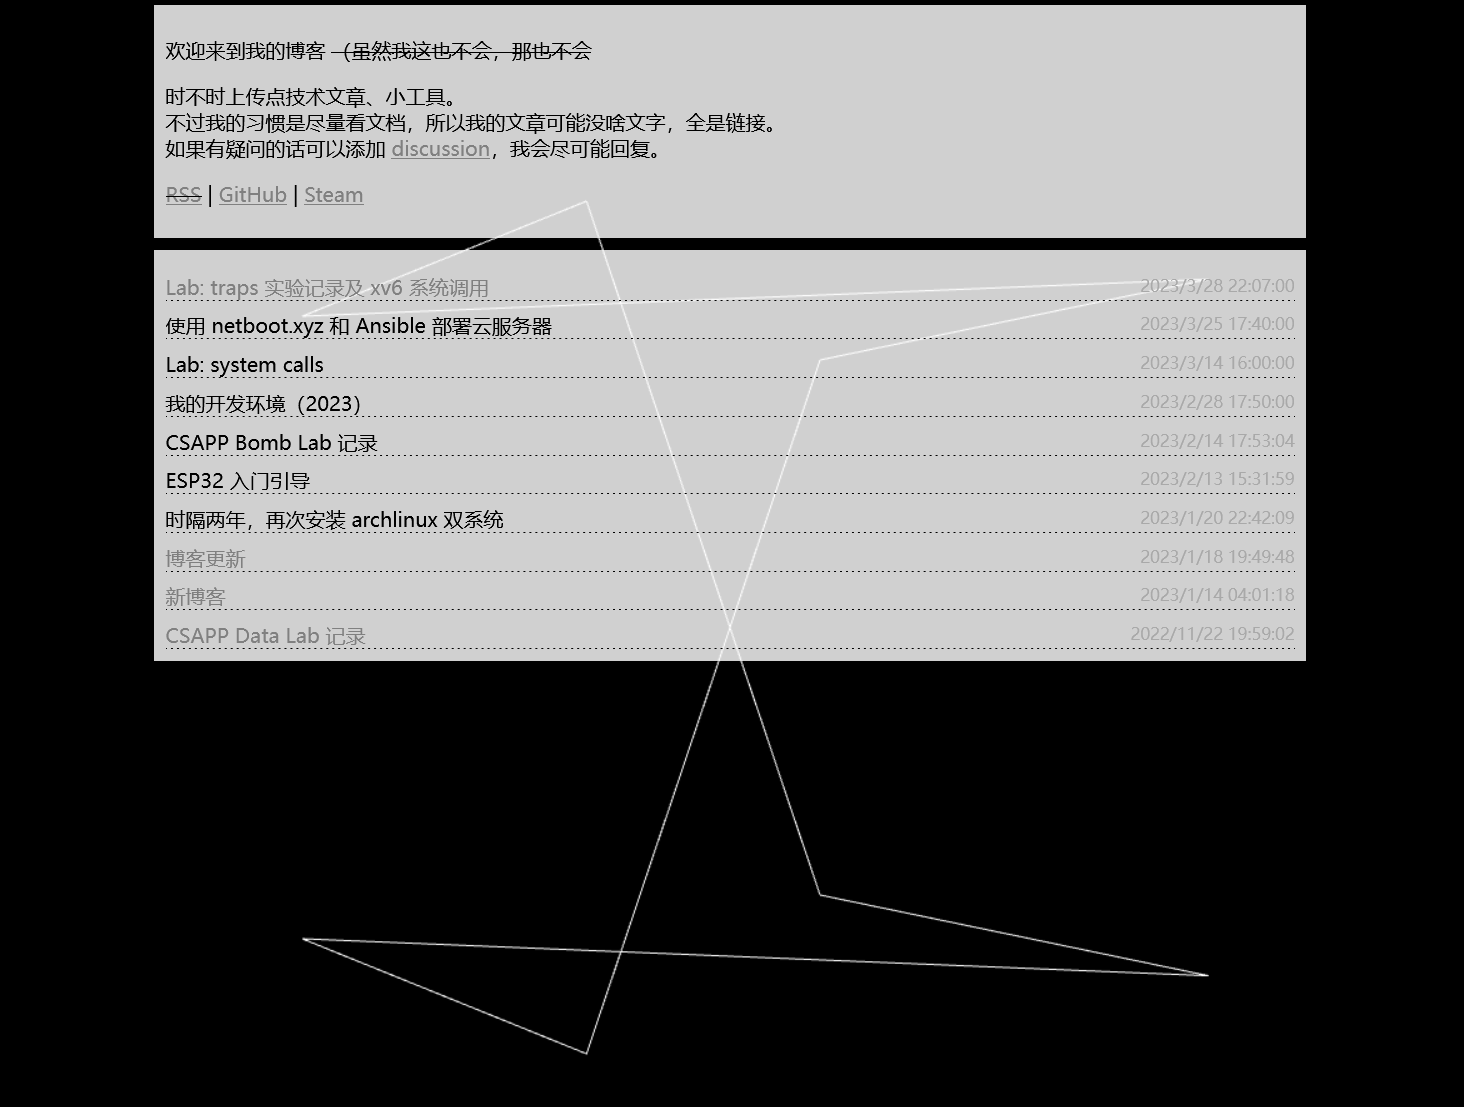 欢迎来到我的博客 （虽然我这也不会，那也不会
时不时上传点技术文章、小工具。
不过我的习惯是尽量看文档，所以我的文章可能没啥文字，全是链接。
如果有疑问的话可以添加 discussion，我会尽可能回复。
RSS | GitHub | Steam
Lab: traps 实验记录及 xv6 系统调用 2023/3/28 22:07:00
使用 netboot.xyz 和 Ansible 部署云服务器 2023/3/25 17:40:00
Lab: system calls 2023/3/14 16:00:00
我的开发环境（2023） 2023/2/28 17:50:00
CSAPP Bomb Lab 记录 2023/2/14 17:53:04
ESP32 入门引导 2023/2/13 15:31:59
时隔两年，再次安装 archlinux 双系统 2023/1/20 22:42:09
博客更新 2023/1/18 19:49:48
新博客 2023/1/14 04:01:18
CSAPP Data Lab 记录 2022/11/22 19:59:02